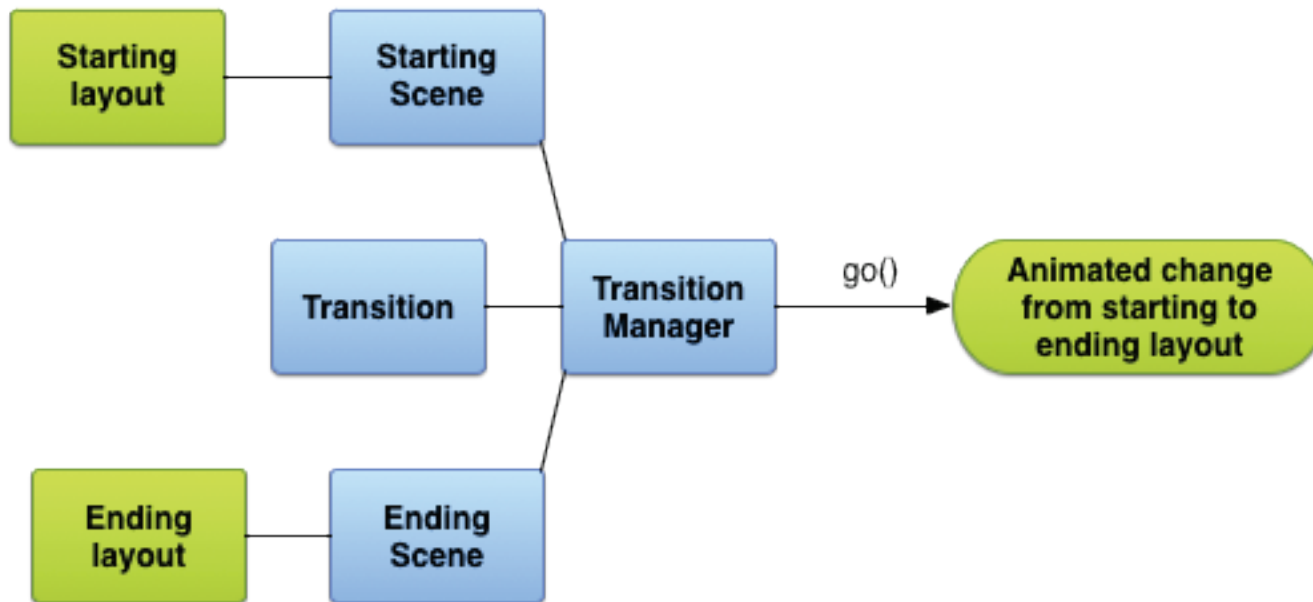 Starting
layout
Starting
Scene
Transition
Transition
Manager
go()
Animated change
from starting to
ending layout
Ending
layout
Ending
Scene